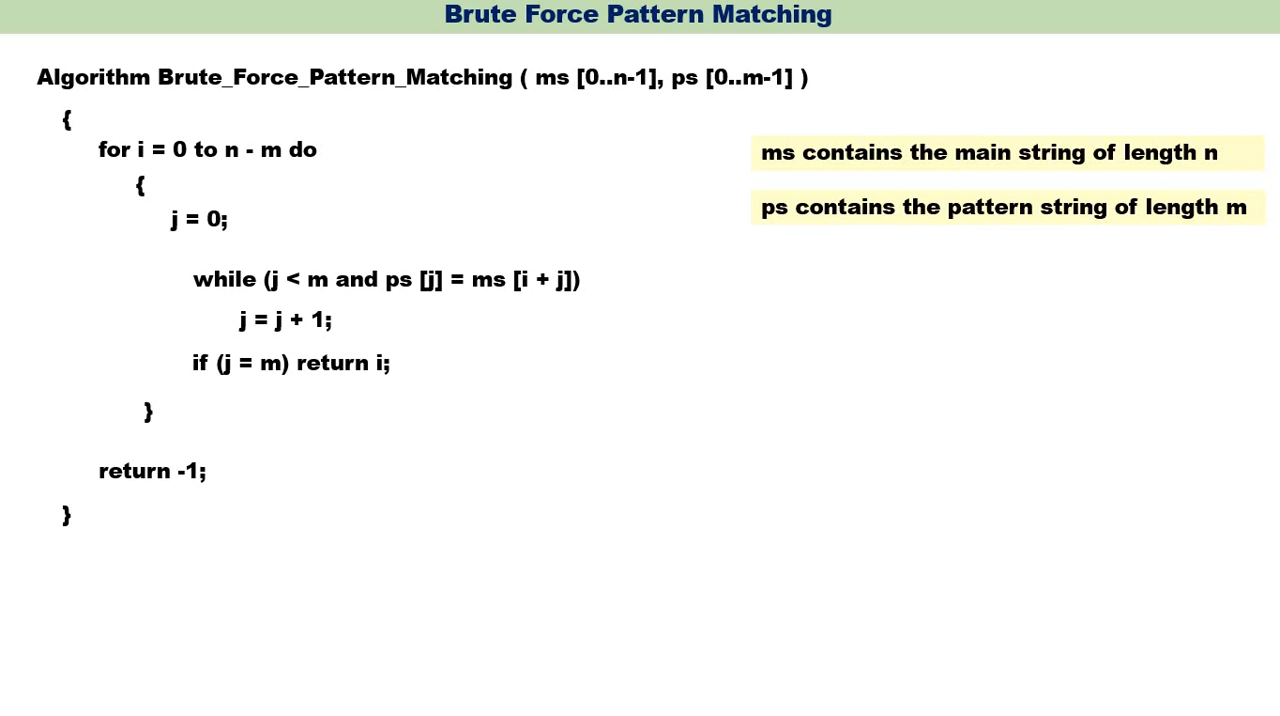 Brute Force Pattern Matching
Algorithm Brute_Force_Pattern_Matching ( ms [0..n-1], ps [0..m-1] )
{
for i = 0 to n - m do
ms contains the main string of length n
{
ps contains the pattern string of length m
j = 0;
while (j < m and ps [j] = ms [i + j])
j = j + 1;
if (j = m) return i;
}
return -1;
}